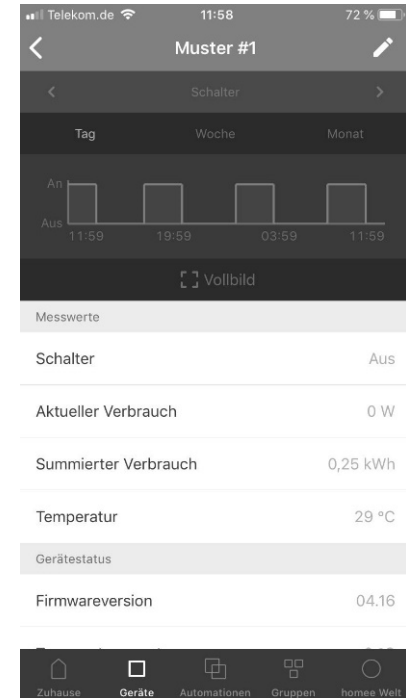 Telekom.de 11:58 72 %
Muster #1
Schalter
Tag Woche Monat
An
Aus
11:59 19:59 03:59 11:59
Vollbild
Messwerte
Schalter Aus
Aktueller Verbrauch 0 W
Summierter Verbrauch 0,25 kWh
Temperatur 29 °C
Gerätestatus
Firmwareversion 04.16
Zuhause Geräte Automationen Gruppen homee Welt